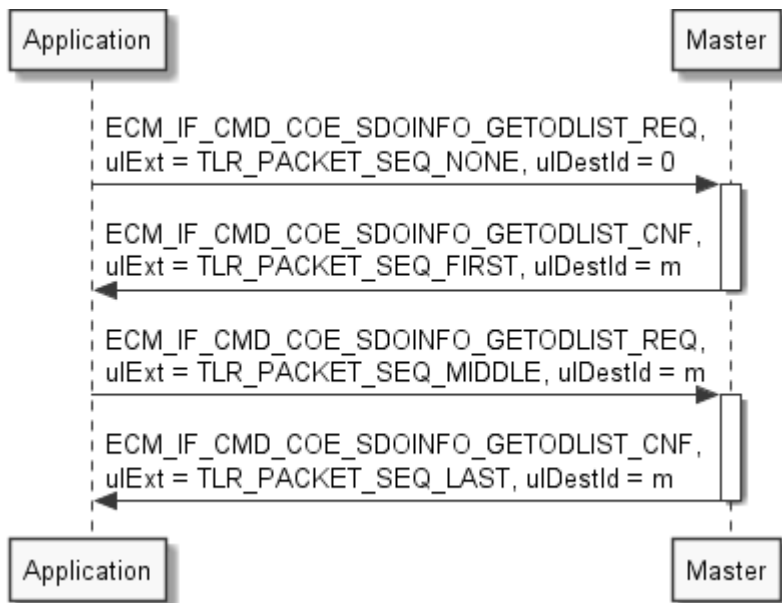 Application
Master
ECM_IF_CMD_COE_SDOINFO_GETODLIST_REQ,
ulExt = TLR_PACKET_SEQ_NONE, ulDestId = 0
ECM_IF_CMD_COE_SDOINFO_GETODLIST_CNF,
ulExt = TLR_PACKET_SEQ_FIRST, ulDestId = m
ECM_IF_CMD_COE_SDOINFO_GETODLIST_REQ,
ulExt = TLR_PACKET_SEQ_MIDDLE, ulDestId = m
ECM_IF_CMD_COE_SDOINFO_GETODLIST_CNF,
ulExt = TLR_PACKET_SEQ_LAST, ulDestId = m
Application
Master